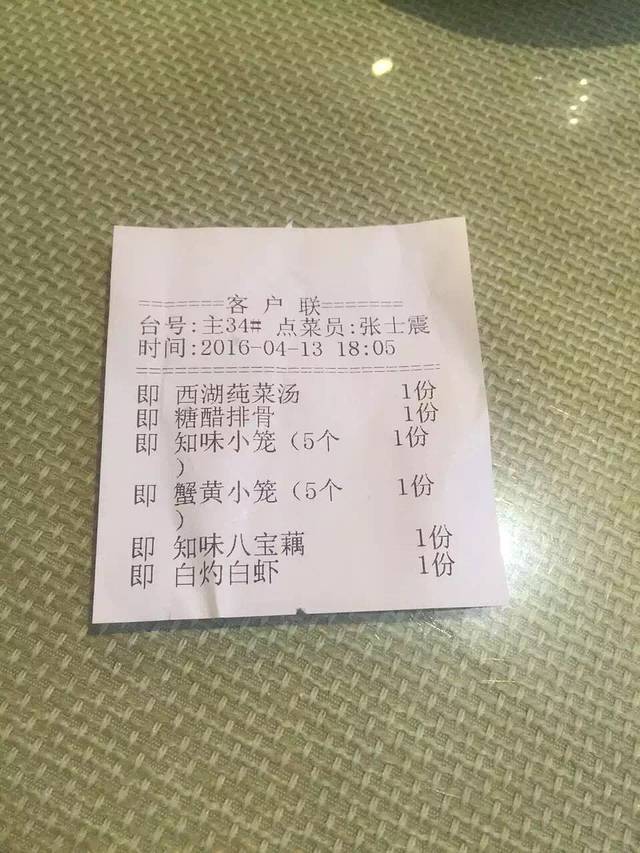 =======客 户 联=======
台号:主34# 点菜员:张士震
时间:2016-04-13 18:05
========================
即 西湖莼菜汤 1份
即 糖醋排骨 1份
即 知味小笼(5个 1份
)
即 蟹黄小笼(5个 1份
)
即 知味八宝藕 1份
即 白灼白虾 1份